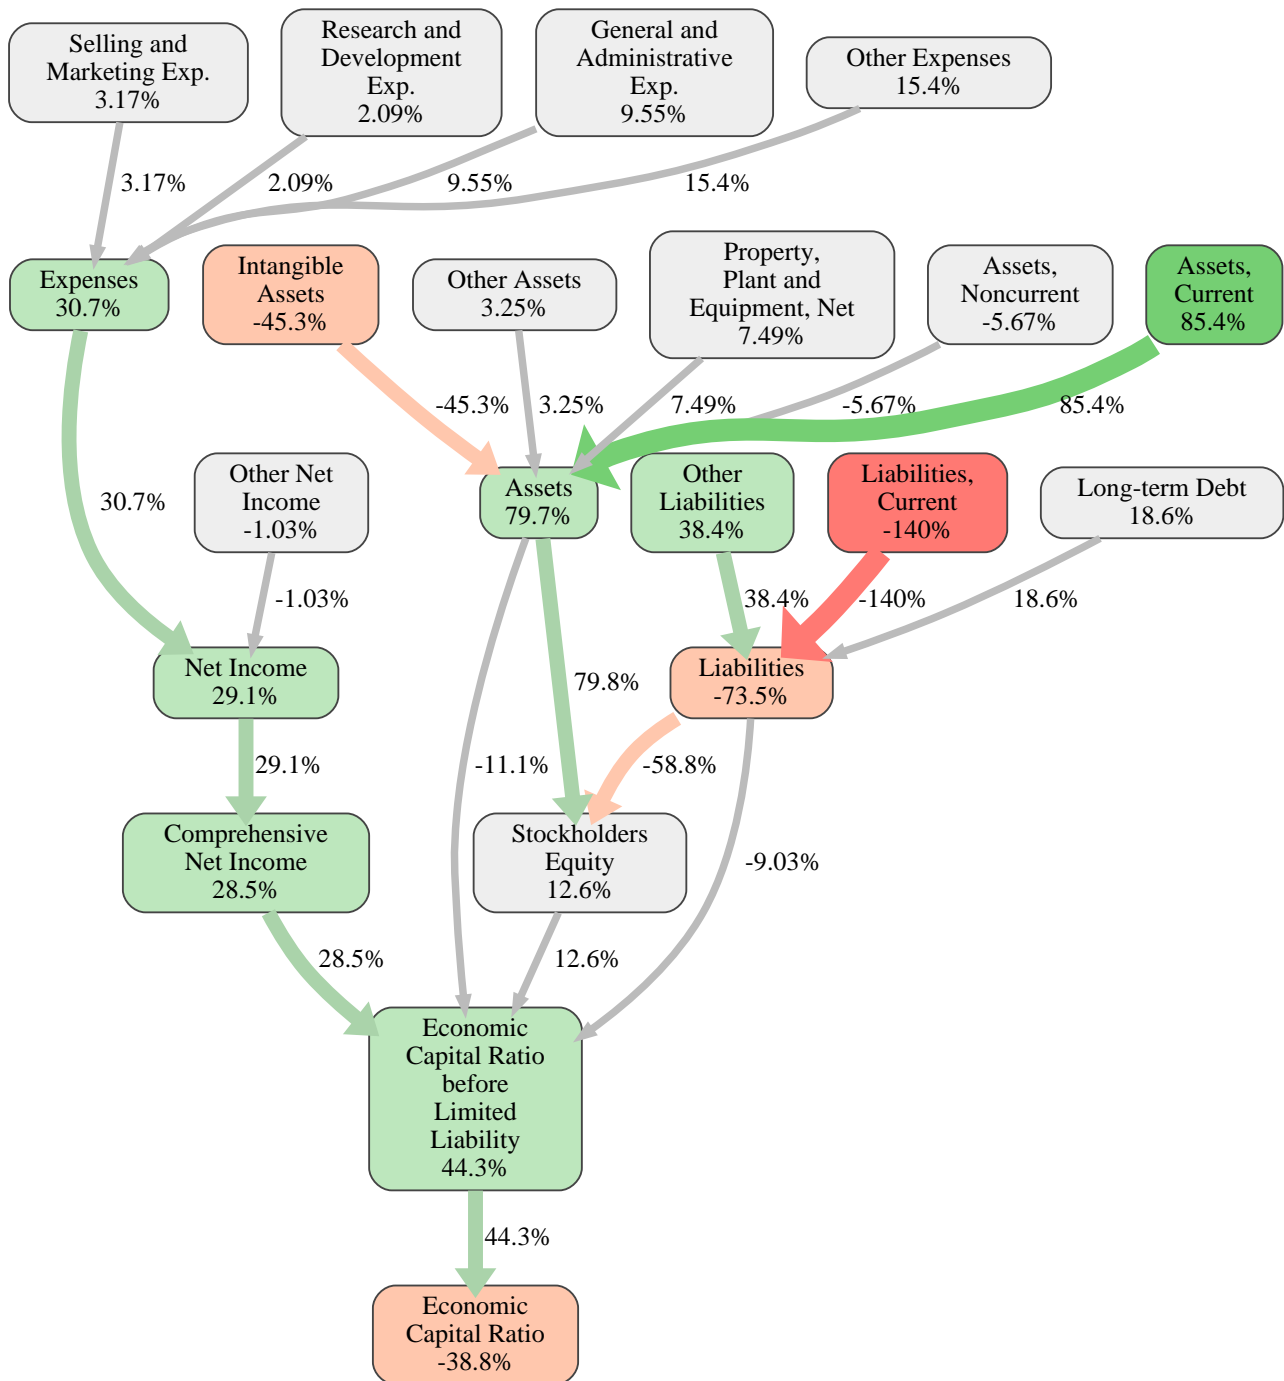 Selling and
Marketing Exp.
3.17%
Research and
Development
Exp.
2.09%
General and
Administrative
Exp.
9.55%
Other Expenses
15.4%
3.17%
2.09%
9.55%
15.4%
Expenses
30.7%
Intangible
Assets
-45.3%
Other Assets
3.25%
Property,
Plant and
Equipment, Net
7.49%
Assets,
Noncurrent
-5.67%
Assets,
Current
85.4%
-45.3%
3.25%
7.49%
-5.67%
85.4%
30.7%
Other Net
Income
-1.03%
Assets
79.7%
Other
Liabilities
38.4%
Liabilities,
Current
-140%
Long-term Debt
18.6%
-1.03%
38.4%
-140%
18.6%
Net Income
29.1%
79.8%
Liabilities
-73.5%
29.1%
-11.1%
-58.8%
Comprehensive
Net Income
28.5%
Stockholders
Equity
12.6%
-9.03%
28.5%
12.6%
Economic
Capital Ratio
before
Limited
Liability
44.3%
44.3%
Economic
Capital Ratio
-38.8%